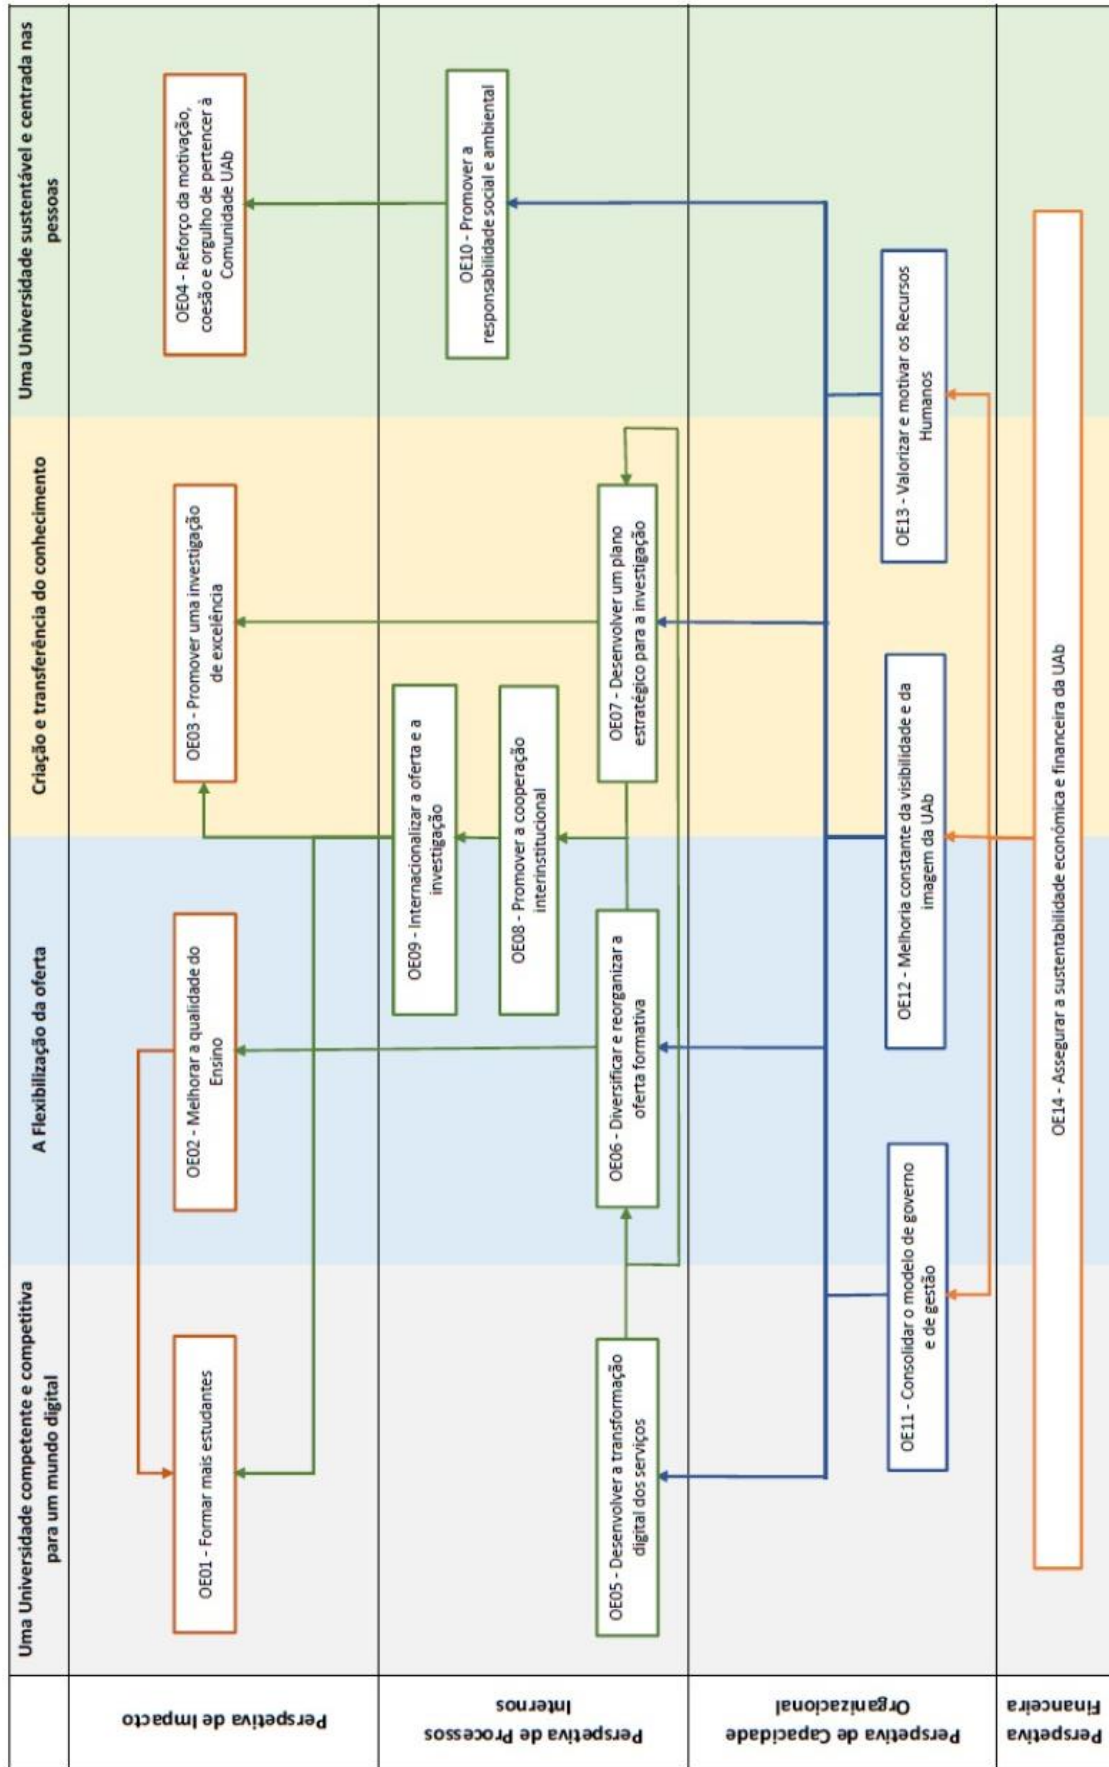 Uma Universidade competente e competitiva
para um mundo digital
A Flexibilização da oferta
Criação e transferência do conhecimento
Uma Universidade sustentável e centrada nas
pessoas
Perspetiva de Impacto
OE01 - Formar mais estudantes
OE02 - Melhorar a qualidade do
Ensino
OE03 - Promover uma investigação
de excelência
OE04 - Reforço da motivação,
coesão e orgulho de pertencer à
Comunidade UAb
Perspetiva de Processos
Internos
OE09 - Internacionalizar a oferta e a
investigação
OE08 - Promover a cooperação
interinstitucional
OE10 - Promover a
responsabilidade social e ambiental
OE05 - Desenvolver a transformação
digital dos serviços
OE06 - Diversificar e reorganizar a
oferta formativa
OE07 - Desenvolver um plano
estratégico para a investigação
Perspetiva de Capacidade
Organizacional
OE11 - Consolidar o modelo de governo
e de gestão
OE12 - Melhoria constante da visibilidade e da
imagem da UAb
OE13 - Valorizar e motivar os Recursos
Humanos
Perspetiva
Financeira
OE14 - Assegurar a sustentabilidade económica e financeira da UAb